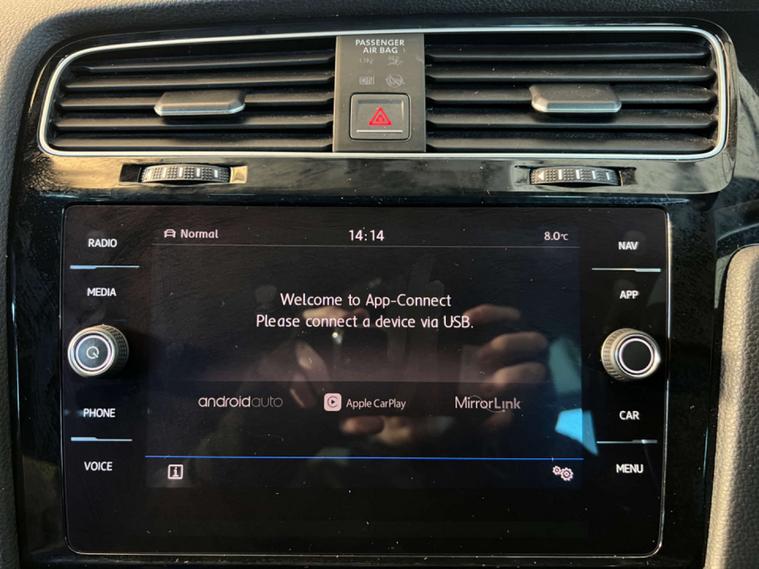 PASSENGER
AIR BAG
RADIO
MEDIA
PHONE
VOICE
Normal
14:14
8.0°C
Welcome to App-Connect
Please connect a device via USB.
androidauto
Apple CarPlay
MirrorLink
NAV
APP
CAR
MENU